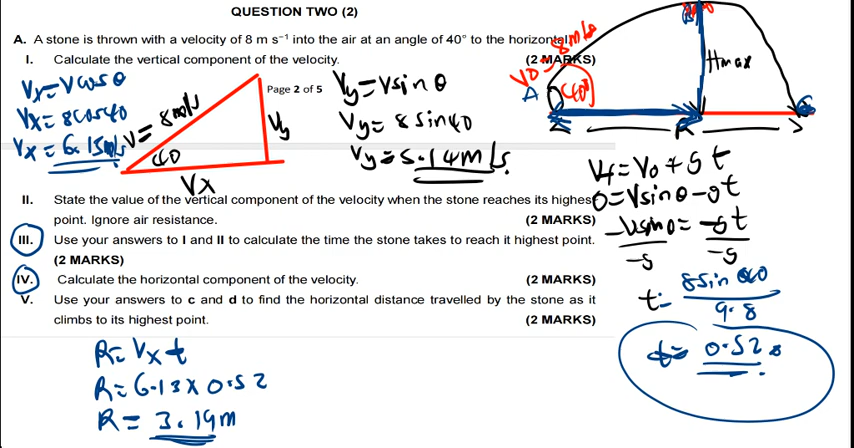 QUESTION TWO (2)
A. A stone is thrown with a velocity of 8 m s⁻¹ into the air at an angle of 40° to the horizontal.
I. Calculate the vertical component of the velocity. (2 MARKS)
Vx=Vcosθ
Vx=8cos40
Vx=6.13m/s
V=8m/s
40
Vx
Vy
Page 2 of 5
Vy=Vsinθ
Vy=8sin40
Vy=5.14m/s
Vo=8m/s
40°
A
B
Hmax
R
II. State the value of the vertical component of the velocity when the stone reaches its highest
point. Ignore air resistance. (2 MARKS)
III. Use your answers to I and II to calculate the time the stone takes to reach it highest point.
(2 MARKS)
IV. Calculate the horizontal component of the velocity. (2 MARKS)
V. Use your answers to c and d to find the horizontal distance travelled by the stone as it
climbs to its highest point. (2 MARKS)
Vf=Vo+gt
0=Vsinθ-gt
-Vsinθ=-gt
-g -g
t= 8sin40
9.8
t= 0.52s
R=Vxt
R=6.13x0.52
R= 3.19m